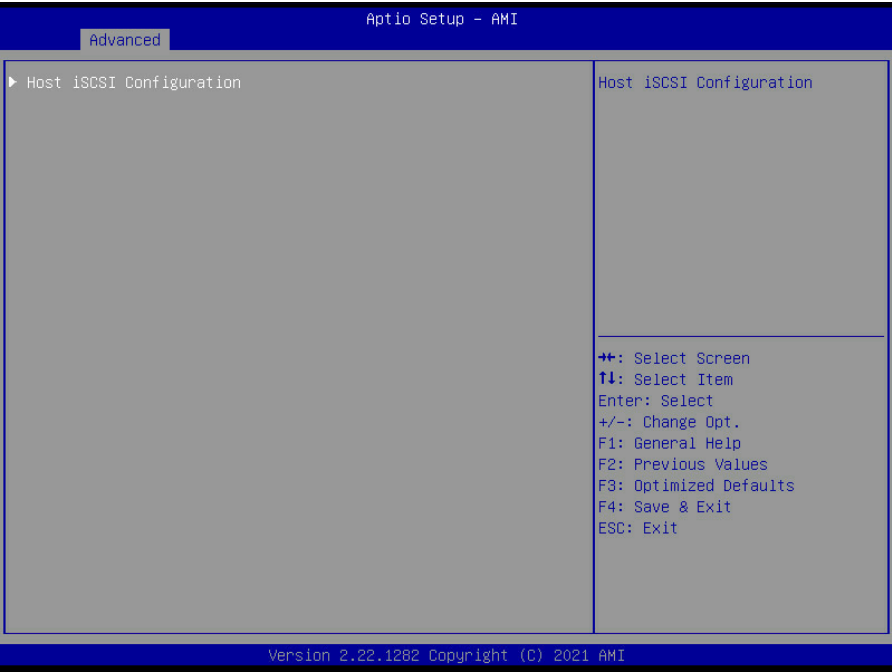 Aptio Setup – AMI
Advanced
▶ Host iSCSI Configuration
Host iSCSI Configuration
→←: Select Screen
↑↓: Select Item
Enter: Select
+/-: Change Opt.
F1: General Help
F2: Previous Values
F3: Optimized Defaults
F4: Save & Exit
ESC: Exit
Version 2.22.1282 Copyright (C) 2021 AMI